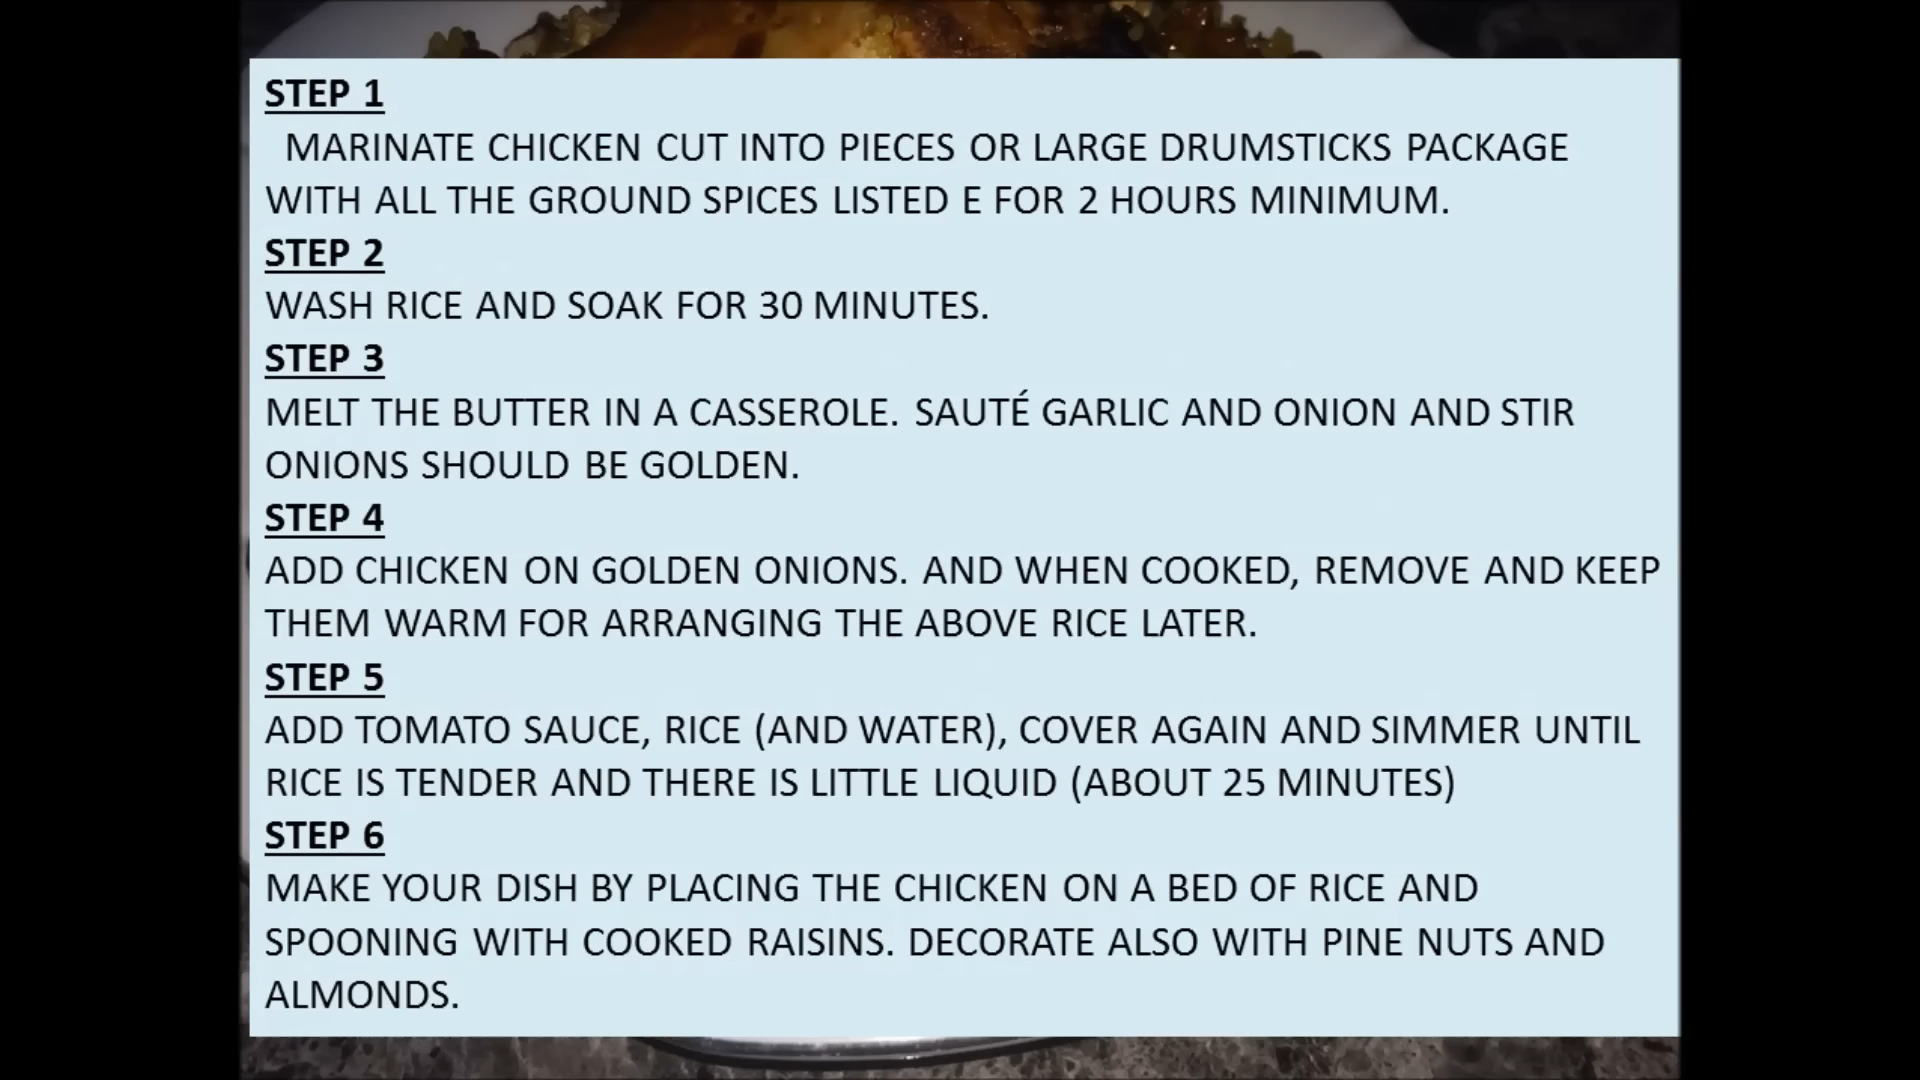 STEP 1
MARINATE CHICKEN CUT INTO PIECES OR LARGE DRUMSTICKS PACKAGE
WITH ALL THE GROUND SPICES LISTED E FOR 2 HOURS MINIMUM.
STEP 2
WASH RICE AND SOAK FOR 30 MINUTES.
STEP 3
MELT THE BUTTER IN A CASSEROLE. SAUTÉ GARLIC AND ONION AND STIR
ONIONS SHOULD BE GOLDEN.
STEP 4
ADD CHICKEN ON GOLDEN ONIONS. AND WHEN COOKED, REMOVE AND KEEP
THEM WARM FOR ARRANGING THE ABOVE RICE LATER.
STEP 5
ADD TOMATO SAUCE, RICE (AND WATER), COVER AGAIN AND SIMMER UNTIL
RICE IS TENDER AND THERE IS LITTLE LIQUID (ABOUT 25 MINUTES)
STEP 6
MAKE YOUR DISH BY PLACING THE CHICKEN ON A BED OF RICE AND
SPOONING WITH COOKED RAISINS. DECORATE ALSO WITH PINE NUTS AND
ALMONDS.